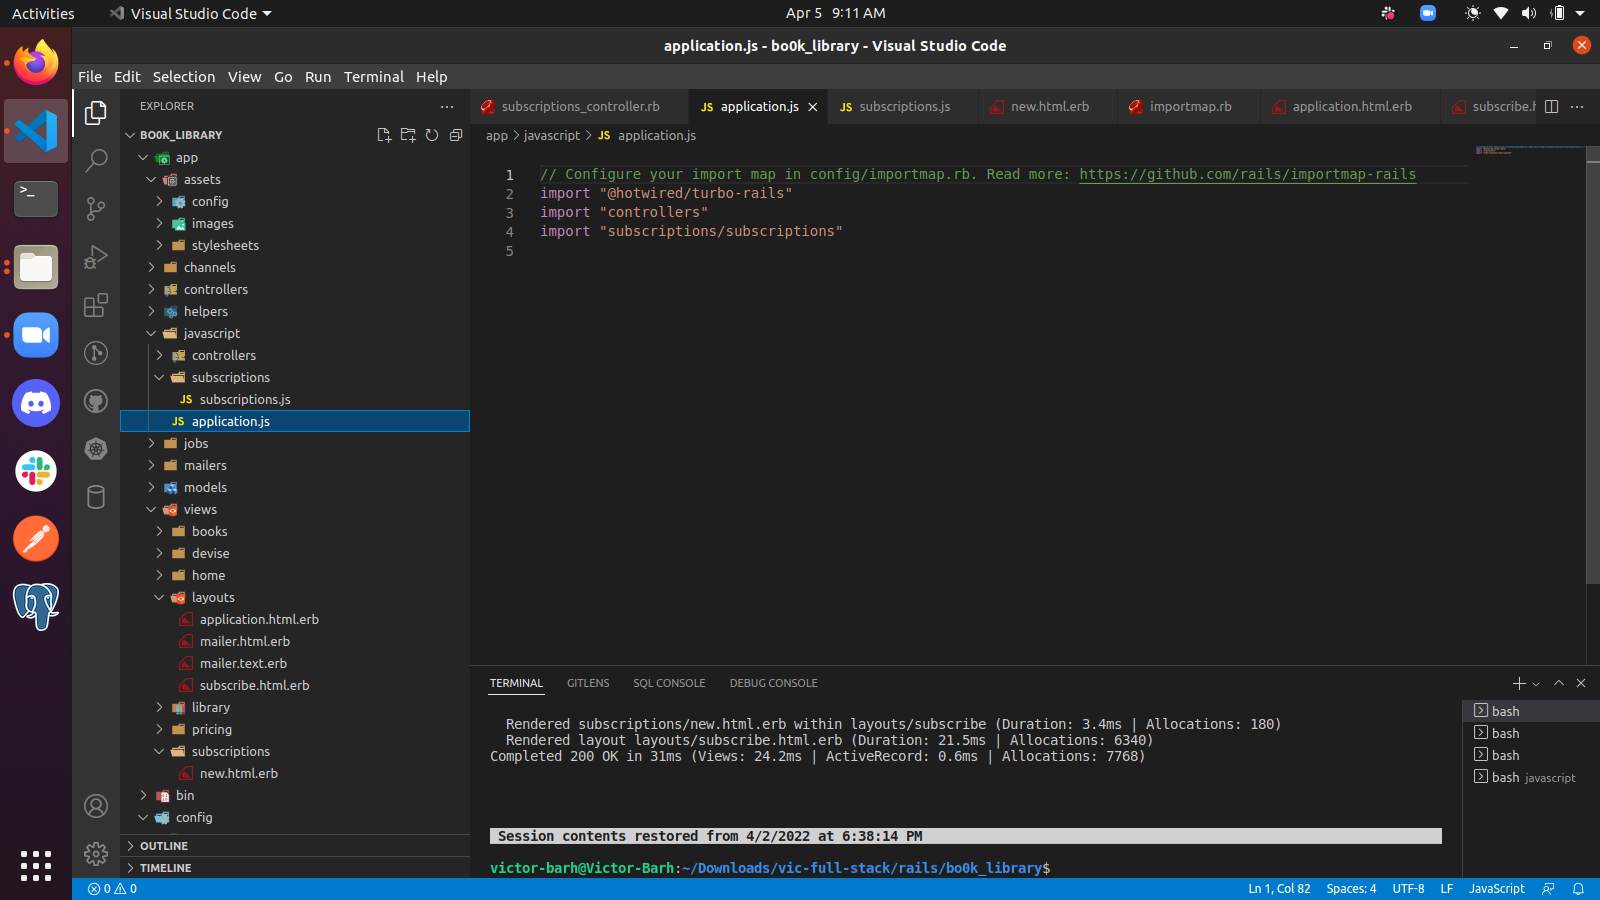 Activities
Visual Studio Code
Apr 5 9:11 AM
application.js - bo0k_library - Visual Studio Code
File Edit Selection View Go Run Terminal Help
EXPLORER
BO0K_LIBRARY
app
assets
config
images
stylesheets
channels
controllers
helpers
javascript
controllers
subscriptions
JS subscriptions.js
JS application.js
jobs
mailers
models
views
books
devise
home
layouts
application.html.erb
mailer.html.erb
mailer.text.erb
subscribe.html.erb
library
pricing
subscriptions
new.html.erb
bin
config
OUTLINE
TIMELINE
subscriptions_controller.rb
JS application.js
JS subscriptions.js
new.html.erb
importmap.rb
application.html.erb
subscribe.h
app > javascript > JS application.js
1 // Configure your import map in config/importmap.rb. Read more: https://github.com/rails/importmap-rails
2 import "@hotwired/turbo-rails"
3 import "controllers"
4 import "subscriptions/subscriptions"
5
TERMINAL GITLENS SQL CONSOLE DEBUG CONSOLE
Rendered subscriptions/new.html.erb within layouts/subscribe (Duration: 3.4ms | Allocations: 180)
Rendered layout layouts/subscribe.html.erb (Duration: 21.5ms | Allocations: 6340)
Completed 200 OK in 31ms (Views: 24.2ms | ActiveRecord: 0.6ms | Allocations: 7768)
Session contents restored from 4/2/2022 at 6:38:14 PM
victor-barh@Victor-Barh:~/Downloads/vic-full-stack/rails/bo0k_library$
bash
bash
bash
bash javascript
0 0
Ln 1, Col 82 Spaces: 4 UTF-8 LF JavaScript